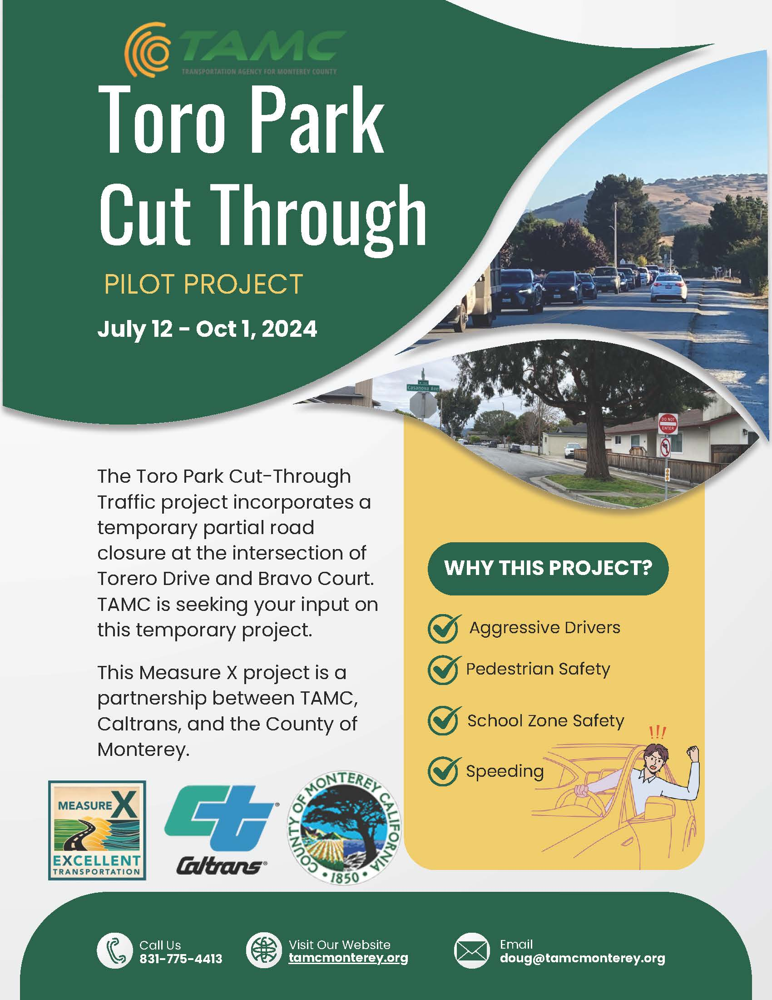 TAMC
TRANSPORTATION AGENCY FOR MONTEREY COUNTY
Toro Park
Cut Through
PILOT PROJECT
July 12 - Oct 1, 2024
Casanova Ave
DO NOT
ENTER
The Toro Park Cut-Through
Traffic project incorporates a
temporary partial road
closure at the intersection of
Torero Drive and Bravo Court.
TAMC is seeking your input on
this temporary project.
This Measure X project is a
partnership between TAMC,
Caltrans, and the County of
Monterey.
WHY THIS PROJECT?
Aggressive Drivers
Pedestrian Safety
School Zone Safety
!!!
Speeding
MEASURE X
EXCELLENT
TRANSPORTATION
Ct
Caltrans®
COUNTY OF MONTEREY CALIFORNIA
• 1850 •
Call Us
831-775-4413
Visit Our Website
tamcmonterey.org
Email
doug@tamcmonterey.org